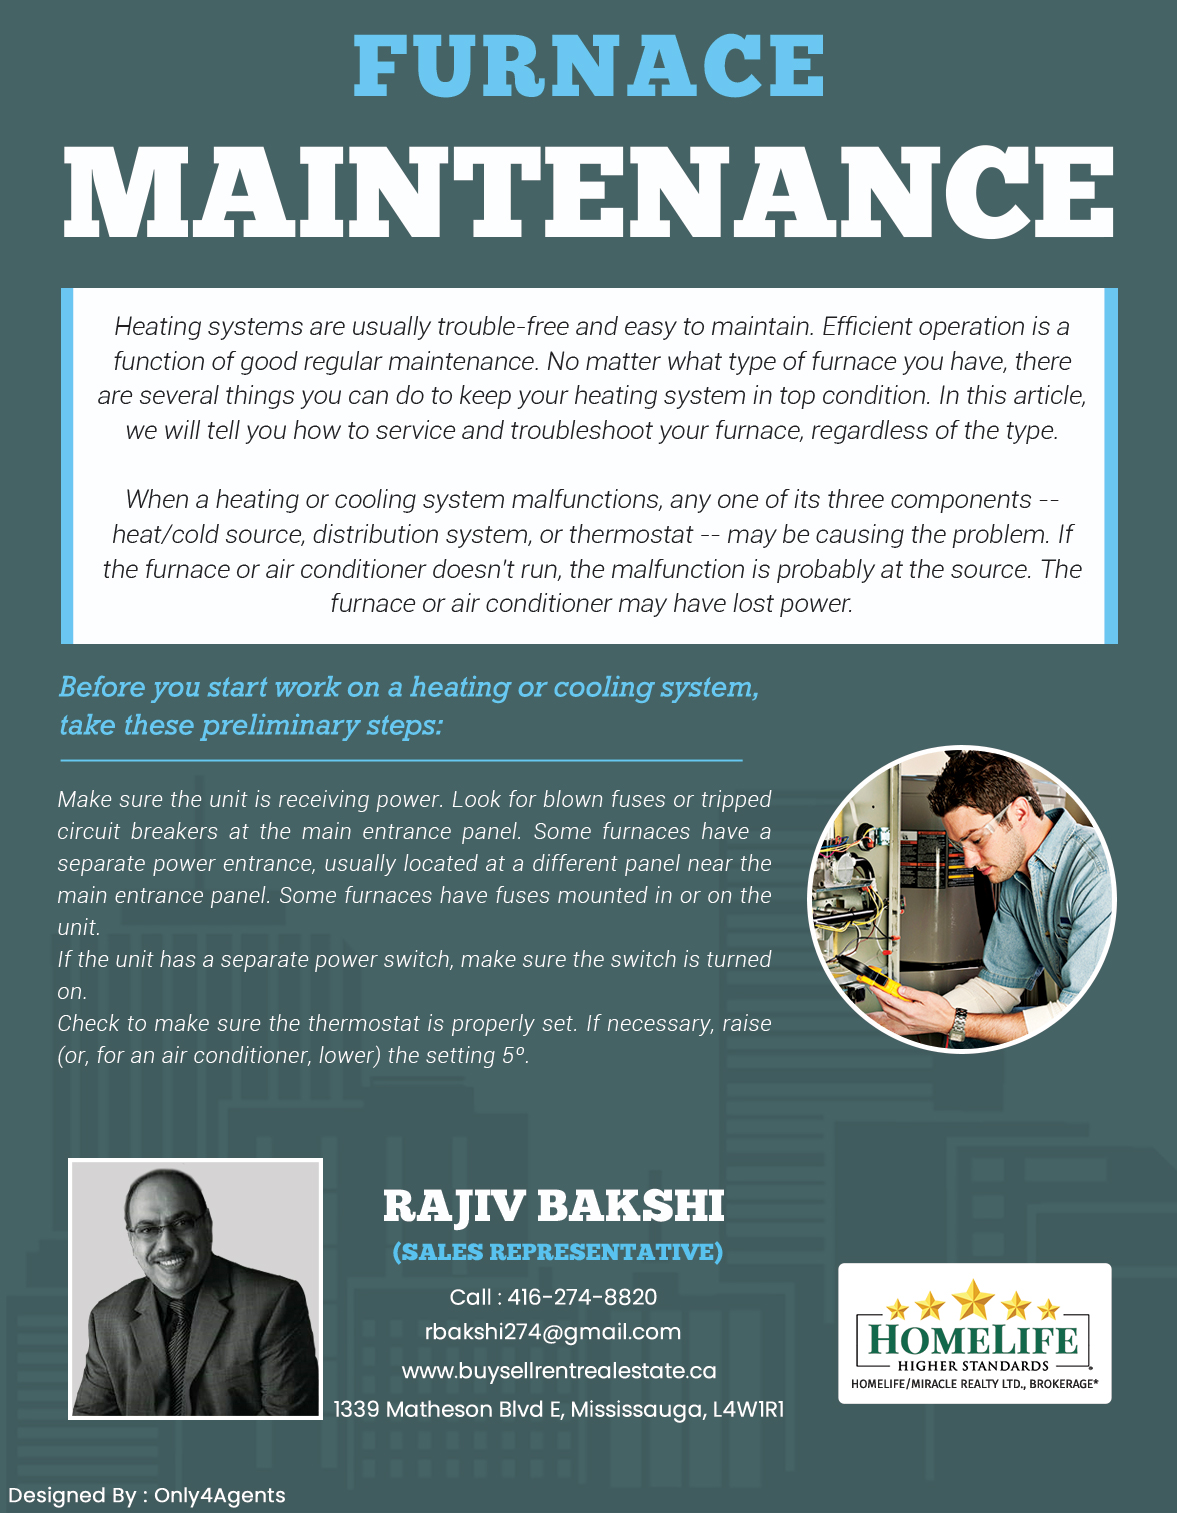 FURNACE
MAINTENANCE
Heating systems are usually trouble-free and easy to maintain. Efficient operation is a
function of good regular maintenance. No matter what type of furnace you have, there
are several things you can do to keep your heating system in top condition. In this article,
we will tell you how to service and troubleshoot your furnace, regardless of the type.
When a heating or cooling system malfunctions, any one of its three components --
heat/cold source, distribution system, or thermostat -- may be causing the problem. If
the furnace or air conditioner doesn't run, the malfunction is probably at the source. The
furnace or air conditioner may have lost power.
Before you start work on a heating or cooling system,
take these preliminary steps:
Make sure the unit is receiving power. Look for blown fuses or tripped
circuit breakers at the main entrance panel. Some furnaces have a
separate power entrance, usually located at a different panel near the
main entrance panel. Some furnaces have fuses mounted in or on the
unit.
If the unit has a separate power switch, make sure the switch is turned
on.
Check to make sure the thermostat is properly set. If necessary, raise
(or, for an air conditioner, lower) the setting 5º.
RAJIV BAKSHI
(SALES REPRESENTATIVE)
Call : 416-274-8820
rbakshi274@gmail.com
www.buysellrentrealestate.ca
1339 Matheson Blvd E, Mississauga, L4W1R1
HOMELIFE
HIGHER STANDARDS
HOMELIFE/MIRACLE REALTY LTD., BROKERAGE*
Designed By : Only4Agents